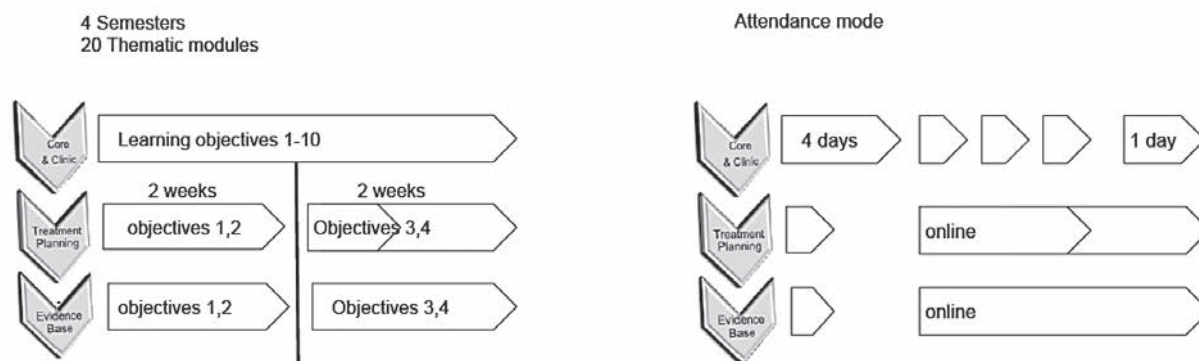 4 Semesters
20 Thematic modules
Core
& Clinic
Learning objectives 1-10
2 weeks
2 weeks
Treatment
Planning
objectives 1,2
Objectives 3,4
Evidence
Base
objectives 1,2
Objectives 3,4
Attendance mode
Core
& Clinic
4 days
1 day
Treatment
Planning
online
Evidence
Base
online